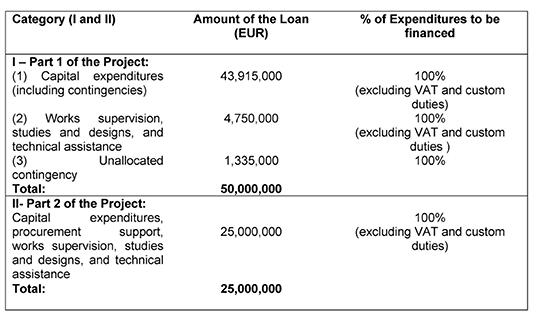 Category (I and II) Amount of the Loan % of Expenditures to be
(EUR) financed
I – Part 1 of the Project:
(1) Capital expenditures 43,915,000 100%
(including contingencies) (excluding VAT and custom
duties)
(2) Works supervision, 4,750,000 100%
studies and designs, and (excluding VAT and custom
technical assistance duties )
(3) Unallocated 1,335,000 100%
contingency
Total: 50,000,000
II- Part 2 of the Project:
Capital expenditures, 100%
procurement support, 25,000,000 (excluding VAT and custom
works supervision, studies duties)
and designs, and technical
assistance
Total: 25,000,000